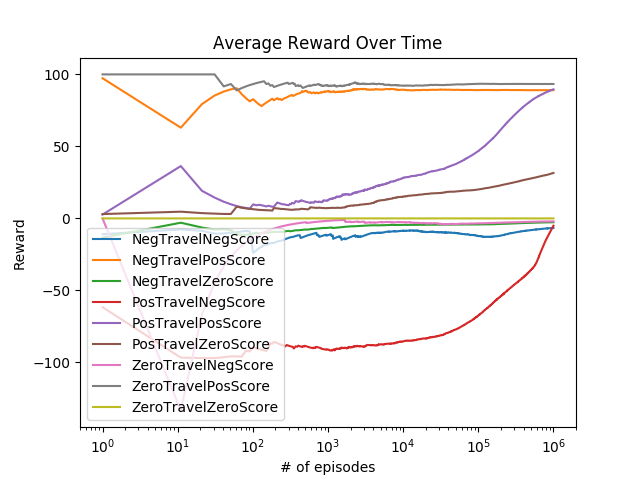 Average Reward Over Time
Reward
100
50
0
−50
−100
NegTravelNegScore
NegTravelPosScore
NegTravelZeroScore
PosTravelNegScore
PosTravelPosScore
PosTravelZeroScore
ZeroTravelNegScore
ZeroTravelPosScore
ZeroTravelZeroScore
10⁰ 10¹ 10² 10³ 10⁴ 10⁵ 10⁶
# of episodes